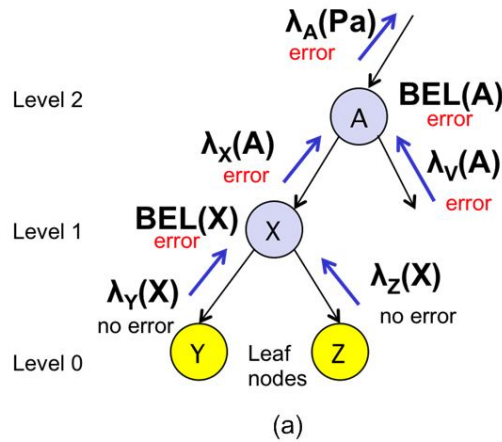 λA(Pa)
error
Level 2
A
BEL(A)
error
λX(A)
error
λV(A)
error
BEL(X)
error
Level 1
X
λY(X)
no error
λZ(X)
no error
Level 0
Y
Leaf
nodes
Z
(a)